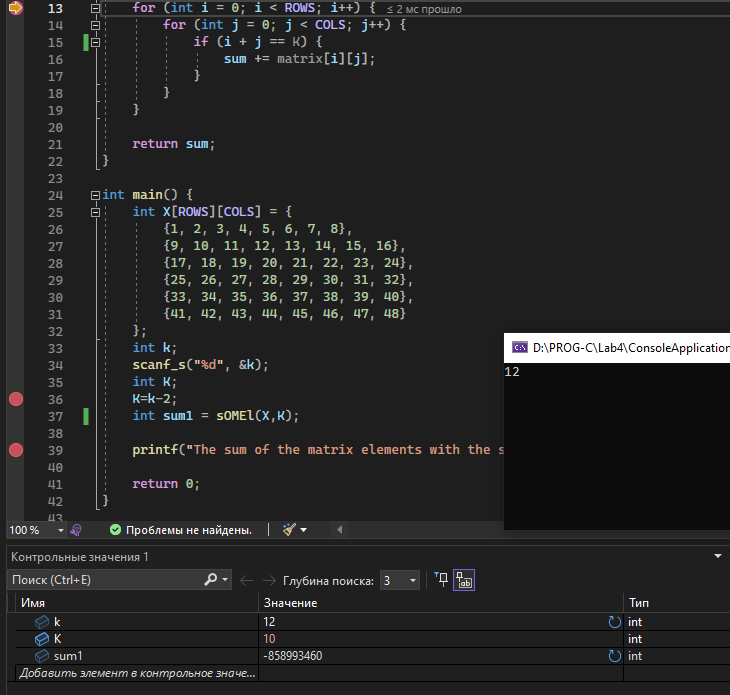 13 for (int i = 0; i < ROWS; i++) { ≤ 2 мс прошло
14 for (int j = 0; j < COLS; j++) {
15 if (i + j == K) {
16 sum += matrix[i][j];
17 }
18 }
19 }
20
21 return sum;
22 }
23
24 int main() {
25 int X[ROWS][COLS] = {
26 {1, 2, 3, 4, 5, 6, 7, 8},
27 {9, 10, 11, 12, 13, 14, 15, 16},
28 {17, 18, 19, 20, 21, 22, 23, 24},
29 {25, 26, 27, 28, 29, 30, 31, 32},
30 {33, 34, 35, 36, 37, 38, 39, 40},
31 {41, 42, 43, 44, 45, 46, 47, 48}
32 };
33 int k;
34 scanf_s("%d", &k);
35 int K;
36 K=k-2;
37 int sum1 = sOMEl(X,K);
38
39 printf("The sum of the matrix elements with the s
40
41 return 0;
42 }
43
D:\PROG-C\Lab4\ConsoleApplication
12
100 % Проблемы не найдены.
Контрольные значения 1
Поиск (Ctrl+E) Глубина поиска: 3
Имя Значение Тип
k 12 int
K 10 int
sum1 -858993460 int
Добавить элемент в контрольное значе...